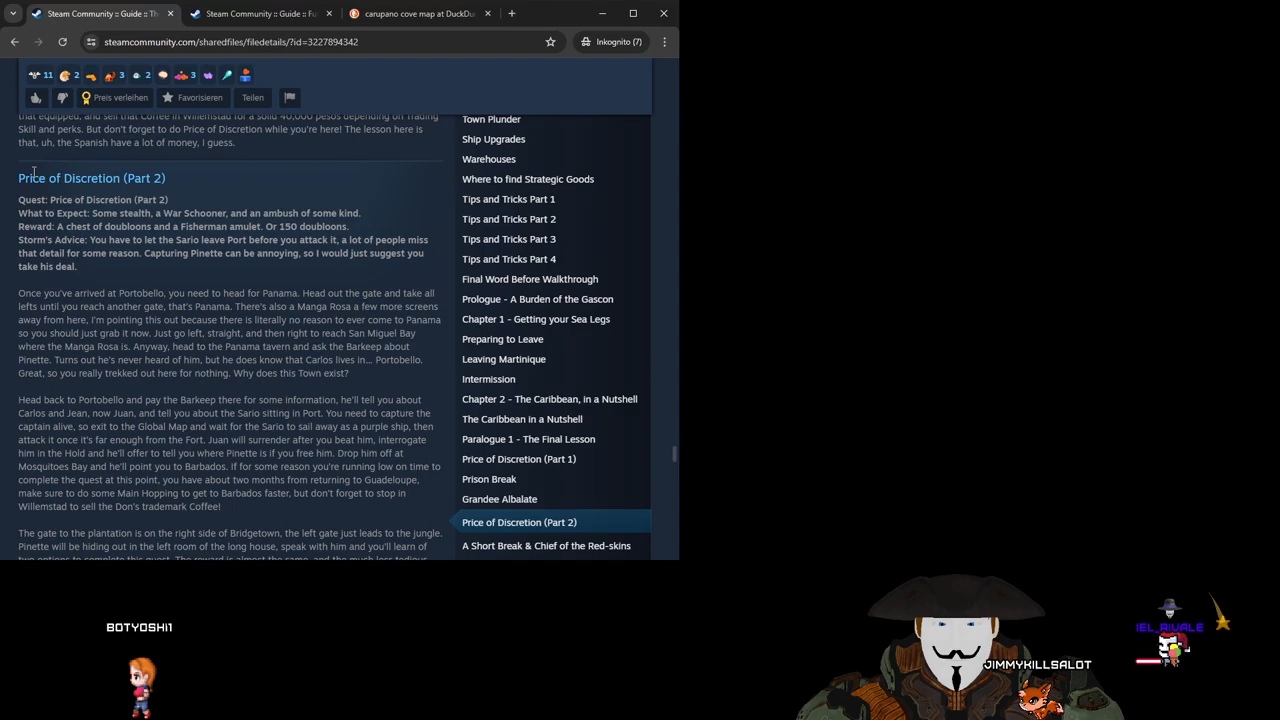 Steam Community :: Guide :: Th
Steam Community :: Guide :: Fu
carupano cove map at DuckDu
steamcommunity.com/sharedfiles/filedetails/?id=3227894342
Inkognito (7)
11 2 3 2 3
Preis verleihen
Favorisieren
Teilen
that equipped, and sell that Coffee in Willemstad for a solid 40,000 pesos depending on Trading
Skill and perks. But don't forget to do Price of Discretion while you're here! The lesson here is
that, uh, the Spanish have a lot of money, I guess.
Price of Discretion (Part 2)
Quest: Price of Discretion (Part 2)
What to Expect: Some stealth, a War Schooner, and an ambush of some kind.
Reward: A chest of doubloons and a Fisherman amulet. Or 150 doubloons.
Storm's Advice: You have to let the Sario leave Port before you attack it, a lot of people miss
that detail for some reason. Capturing Pinette can be annoying, so I would just suggest you
take his deal.
Once you've arrived at Portobello, you need to head for Panama. Head out the gate and take all
lefts until you reach another gate, that's Panama. There's also a Manga Rosa a few more screens
away from here, I'm pointing this out because there is literally no reason to ever come to Panama
so you should just grab it now. Just go left, straight, and then right to reach San Miguel Bay
where the Manga Rosa is. Anyway, head to the Panama tavern and ask the Barkeep about
Pinette. Turns out he's never heard of him, but he does know that Carlos lives in... Portobello.
Great, so you really trekked out here for nothing. Why does this Town exist?
Head back to Portobello and pay the Barkeep there for some information, he'll tell you about
Carlos and Jean, now Juan, and tell you about the Sario sitting in Port. You need to capture the
captain alive, so exit to the Global Map and wait for the Sario to sail away as a purple ship, then
attack it once it's far enough from the Fort. Juan will surrender after you beat him, interrogate
him in the Hold and he'll offer to tell you where Pinette is if you free him. Drop him off at
Mosquitoes Bay and he'll point you to Barbados. If for some reason you're running low on time to
complete the quest at this point, you have about two months from returning to Guadeloupe,
make sure to do some Main Hopping to get to Barbados faster, but don't forget to stop in
Willemstad to sell the Don's trademark Coffee!
The gate to the plantation is on the right side of Bridgetown, the left gate just leads to the jungle.
Pinette will be hiding out in the left room of the long house, speak with him and you'll learn of
two options to complete this quest. The reward is almost the same, and the much less tedious
Town Plunder
Ship Upgrades
Warehouses
Where to find Strategic Goods
Tips and Tricks Part 1
Tips and Tricks Part 2
Tips and Tricks Part 3
Tips and Tricks Part 4
Final Word Before Walkthrough
Prologue - A Burden of the Gascon
Chapter 1 - Getting your Sea Legs
Preparing to Leave
Leaving Martinique
Intermission
Chapter 2 - The Caribbean, in a Nutshell
The Caribbean in a Nutshell
Paralogue 1 - The Final Lesson
Price of Discretion (Part 1)
Prison Break
Grandee Albalate
Price of Discretion (Part 2)
A Short Break & Chief of the Red-skins
BOTYOSHI1
JIMMYKILLSALOT
IEL_RIVALE